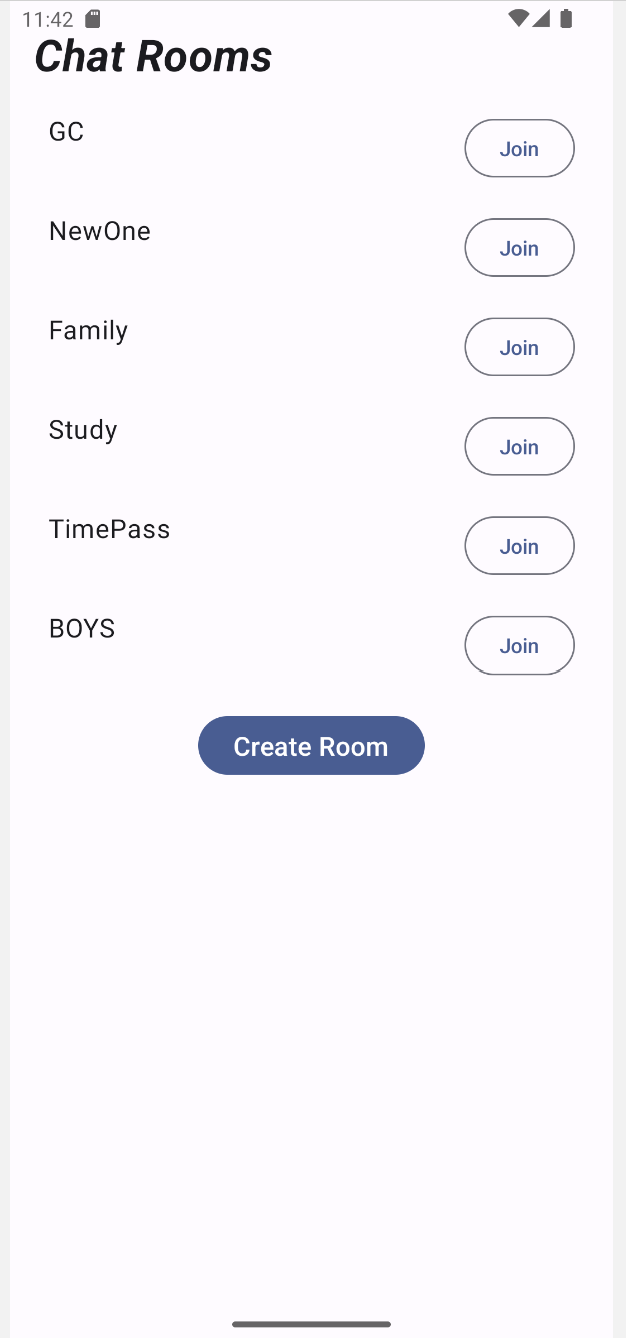 11:42
Chat Rooms
GC
Join
NewOne
Join
Family
Join
Study
Join
TimePass
Join
BOYS
Join
Create Room